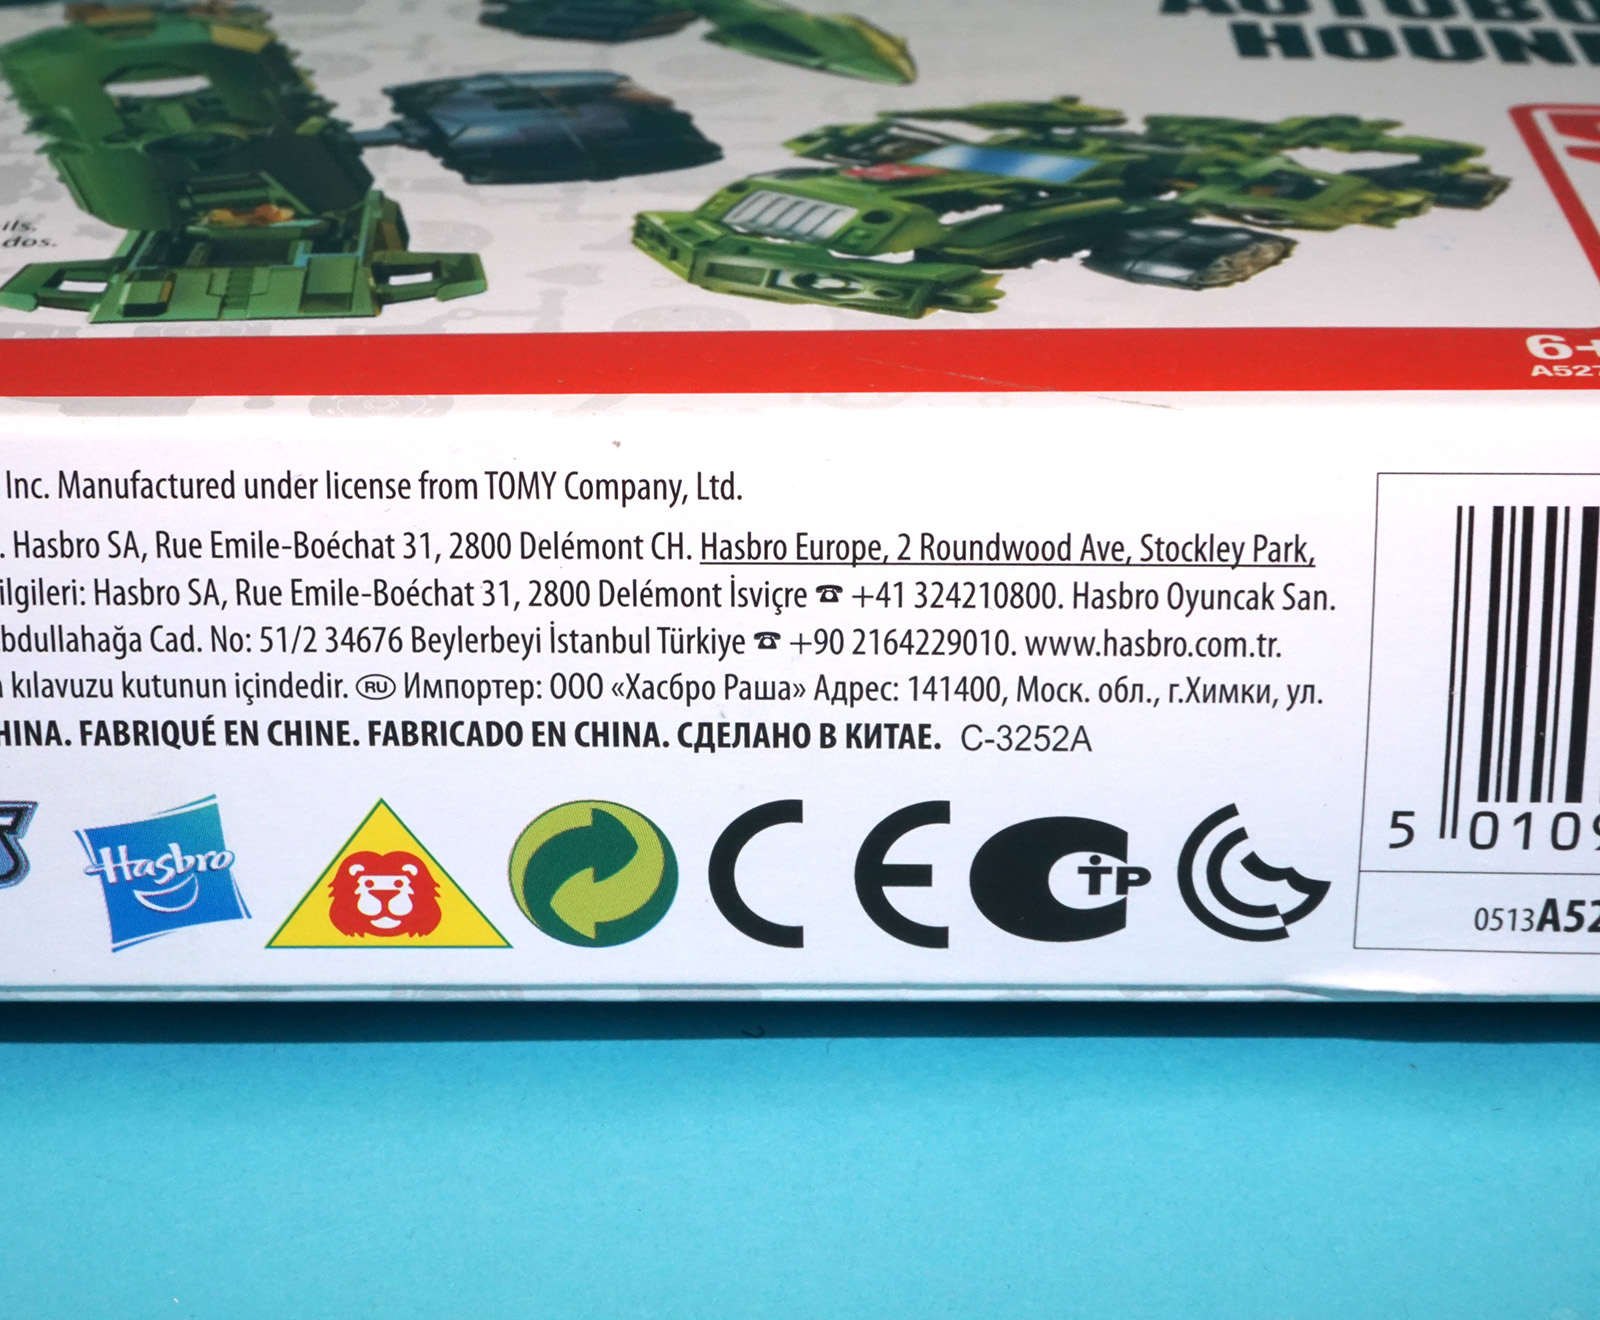 HOUN
ils,
dos.
6+
Inc. Manufactured under license from TOMY Company, Ltd.
. Hasbro SA, Rue Emile-Boéchat 31, 2800 Delémont CH. Hasbro Europe, 2 Roundwood Ave, Stockley Park,
ilgileri: Hasbro SA, Rue Emile-Boéchat 31, 2800 Delémont İsviçre ☎ +41 324210800. Hasbro Oyuncak San.
bdullahağa Cad. No: 51/2 34676 Beylerbeyi İstanbul Türkiye ☎ +90 2164229010. www.hasbro.com.tr.
kılavuzu kutunun içindedir. RU Импортер: ООО «Хасбро Раша» Адрес: 141400, Моск. обл., г.Химки, ул.
HINA. FABRIQUÉ EN CHINE. FABRICADO EN CHINA. СДЕЛАНО В КИТАЕ. C-3252A
Hasbro
CE
TP
5 0109
0513A52
A527